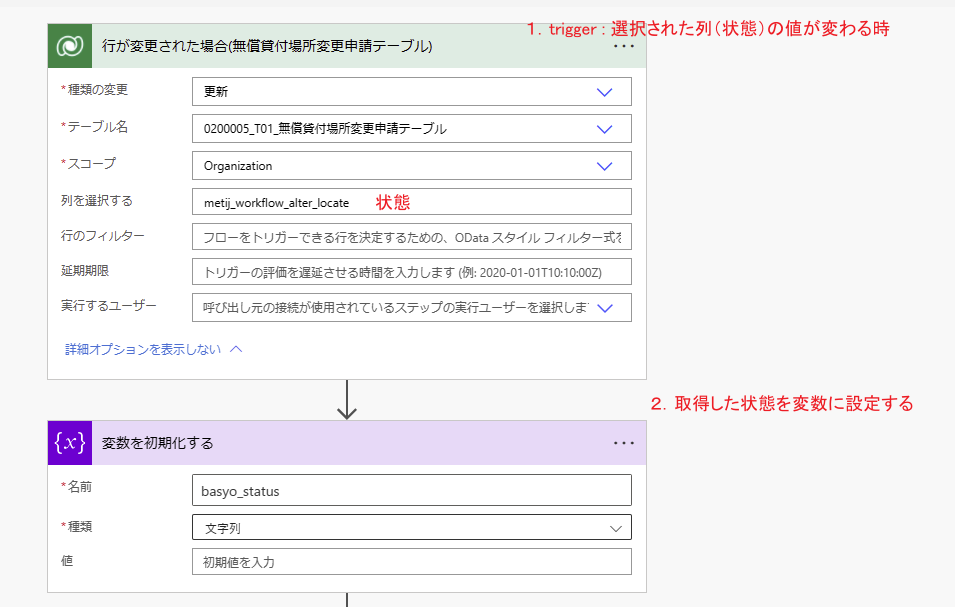 1. trigger : 選択された列(状態)の値が変わる時
行が変更された場合(無償貸付場所変更申請テーブル)
*種類の変更 更新
*テーブル名 0200005_T01_無償貸付場所変更申請テーブル
*スコープ Organization
列を選択する metij_workflow_alter_locate 状態
行のフィルター フローをトリガーできる行を決定するための、OData スタイル フィルター式を
延期期限 トリガーの評価を遅延させる時間を入力します (例: 2020-01-01T10:10:00Z)
実行するユーザー 呼び出し元の接続が使用されているステップの実行ユーザーを選択しま
詳細オプションを表示しない
2. 取得した状態を変数に設定する
{x} 変数を初期化する
*名前 basyo_status
*種類 文字列
値 初期値を入力